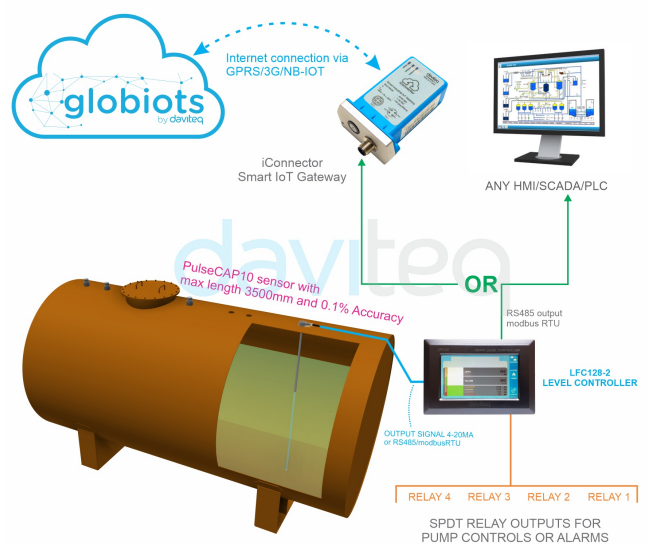 globiots
by daviteq
Internet connection via
GPRS/3G/NB-IOT
iConnector
Smart IoT Gateway
ANY HMI/SCADA/PLC
daviteq
PulseCAP10 sensor with
max length 3500mm and 0.1% Accuracy
OR
RS485 output
modbus RTU
LFC128-2
LEVEL CONTROLLER
OUTPUT SIGNAL 4-20MA
or RS485/modbusRTU
RELAY 4
RELAY 3
RELAY 2
RELAY 1
SPDT RELAY OUTPUTS FOR
PUMP CONTROLS OR ALARMS